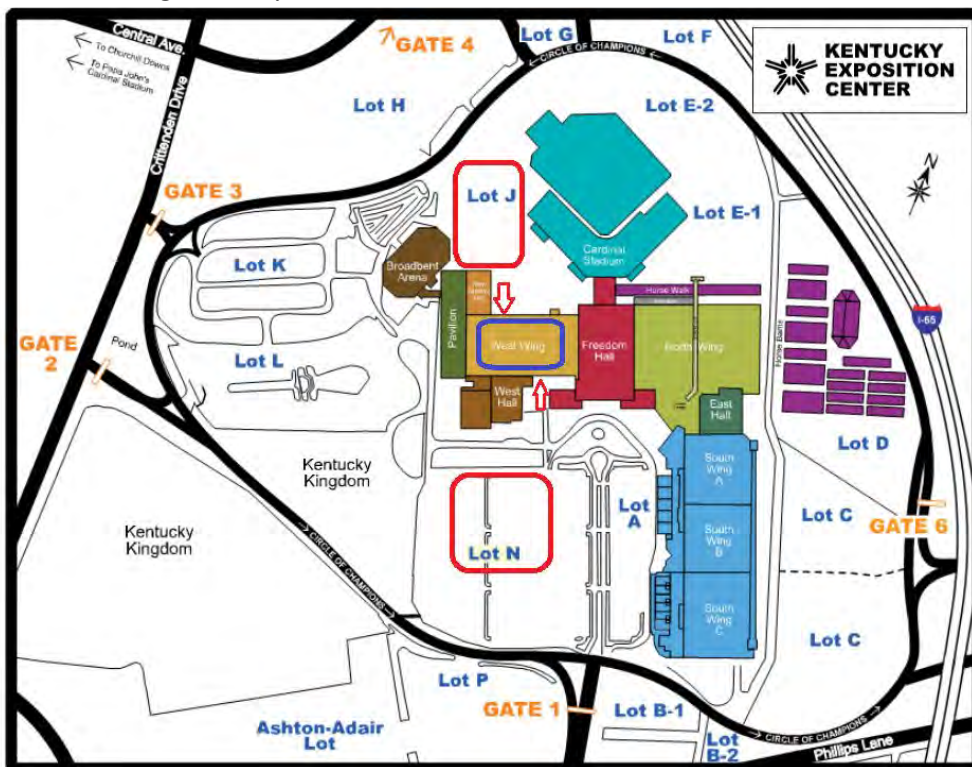 Central Ave.
To Churchill Downs
To Papa John's
Cardinal Stadium
Crittenden Drive
GATE 4
Lot G
Lot F
CIRCLE OF CHAMPIONS
KENTUCKY
EXPOSITION
CENTER
Lot H
Lot E-2
N
GATE 3
Lot J
Lot E-1
Lot K
Broadbent
Arena
Cardinal
Stadium
Horse Walk
I-65
GATE
2
Pond
Lot L
Pavilion
West Wing
Freedom
Hall
North Wing
Horse Barns
West
Hall
East
Hall
Lot D
Kentucky
Kingdom
South
Wing
A
Lot
A
Lot C
GATE 6
Kentucky
Kingdom
Lot N
South
Wing
B
CIRCLE OF CHAMPIONS
South
Wing
C
Lot C
Lot P
GATE 1
Lot B-1
Ashton-Adair
Lot
Lot
B-2
CIRCLE OF CHAMPIONS
Phillips Lane